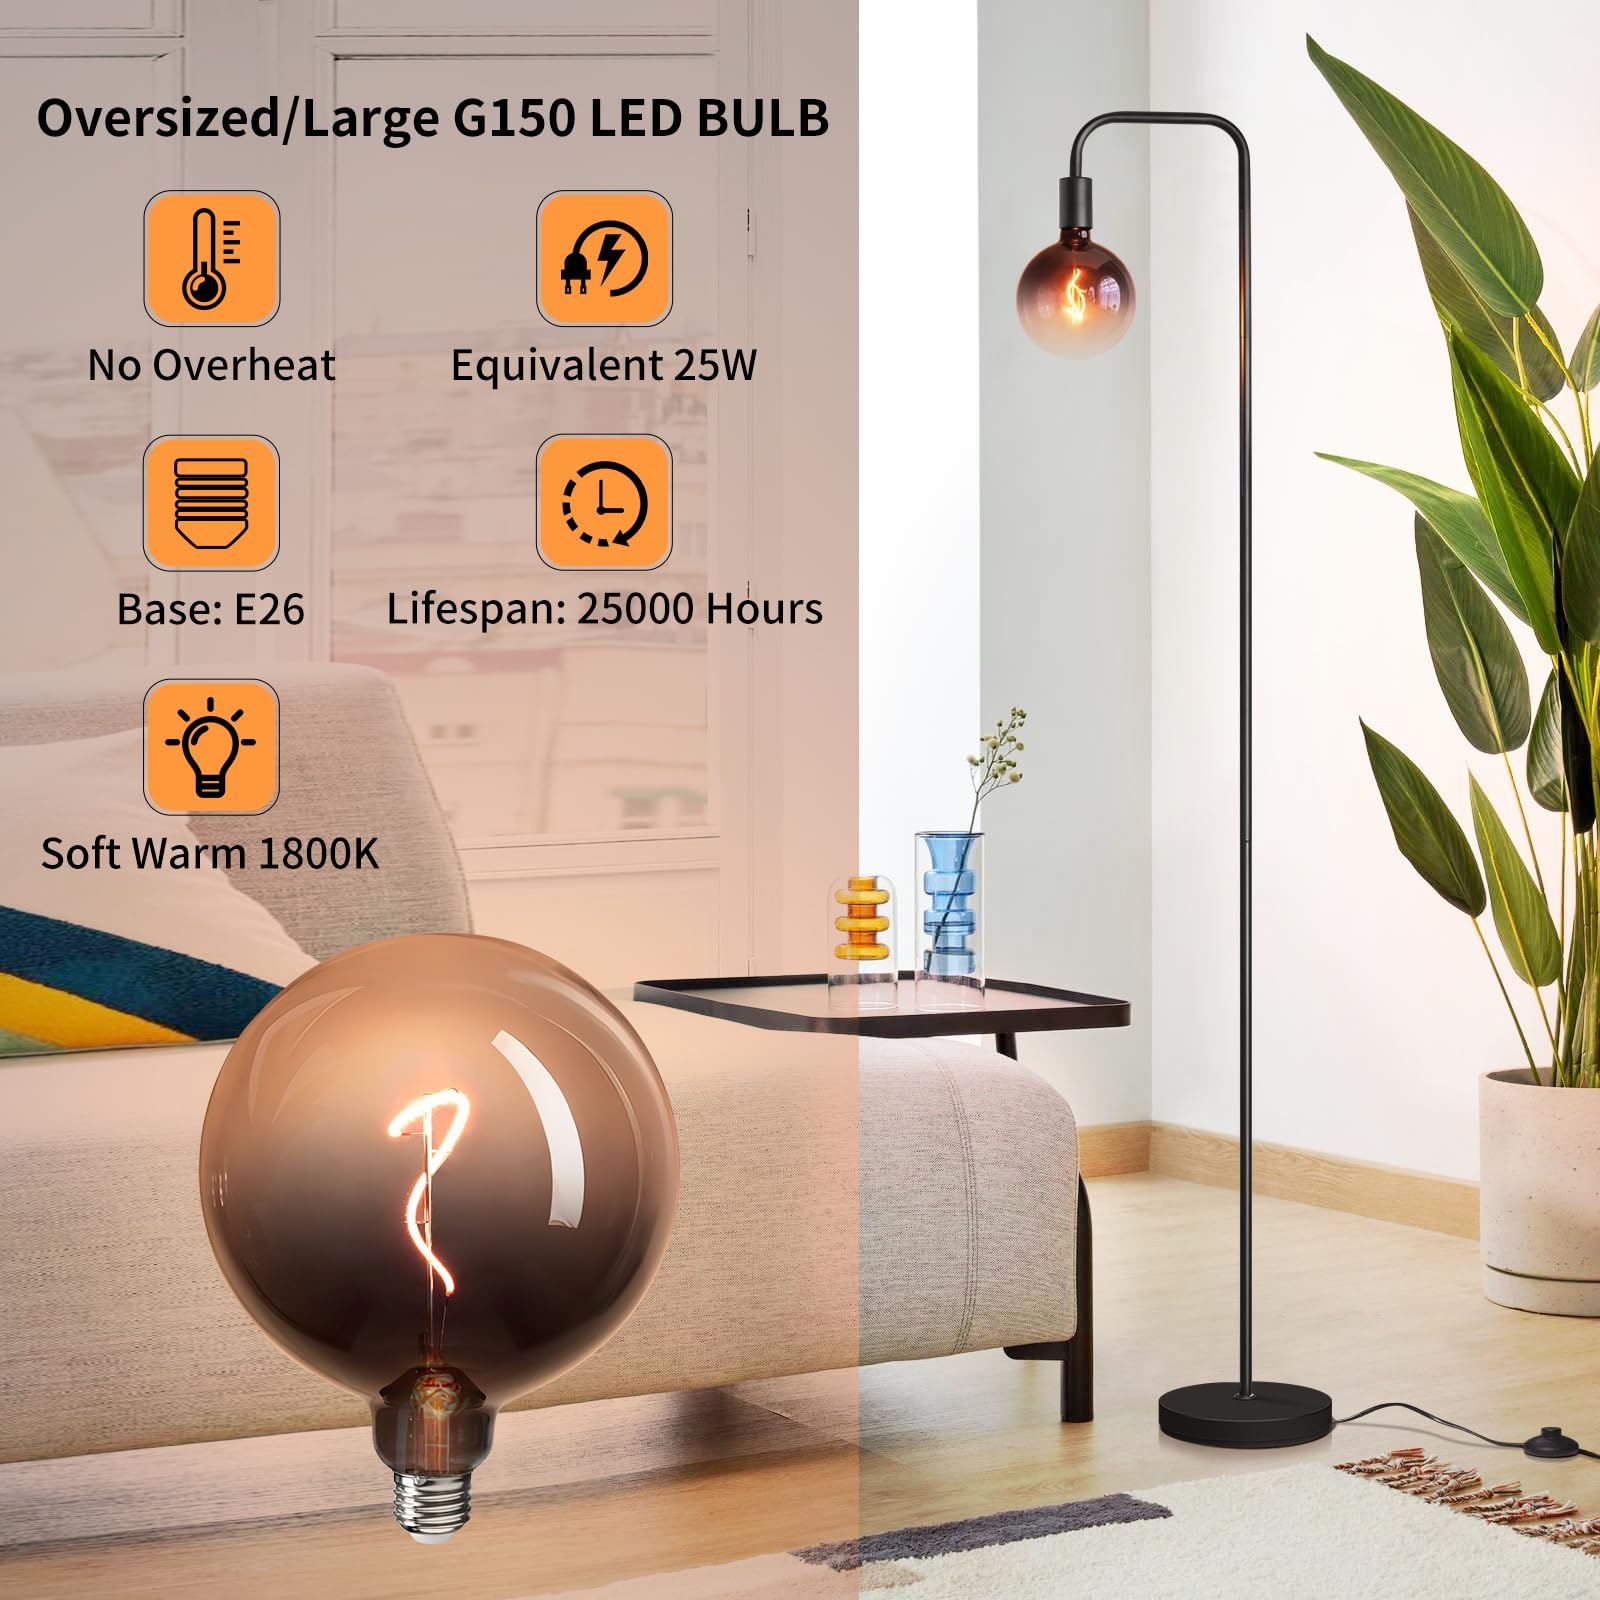 Oversized/Large G150 LED BULB
No Overheat
Equivalent 25W
Base: E26
Lifespan: 25000 Hours
Soft Warm 1800K